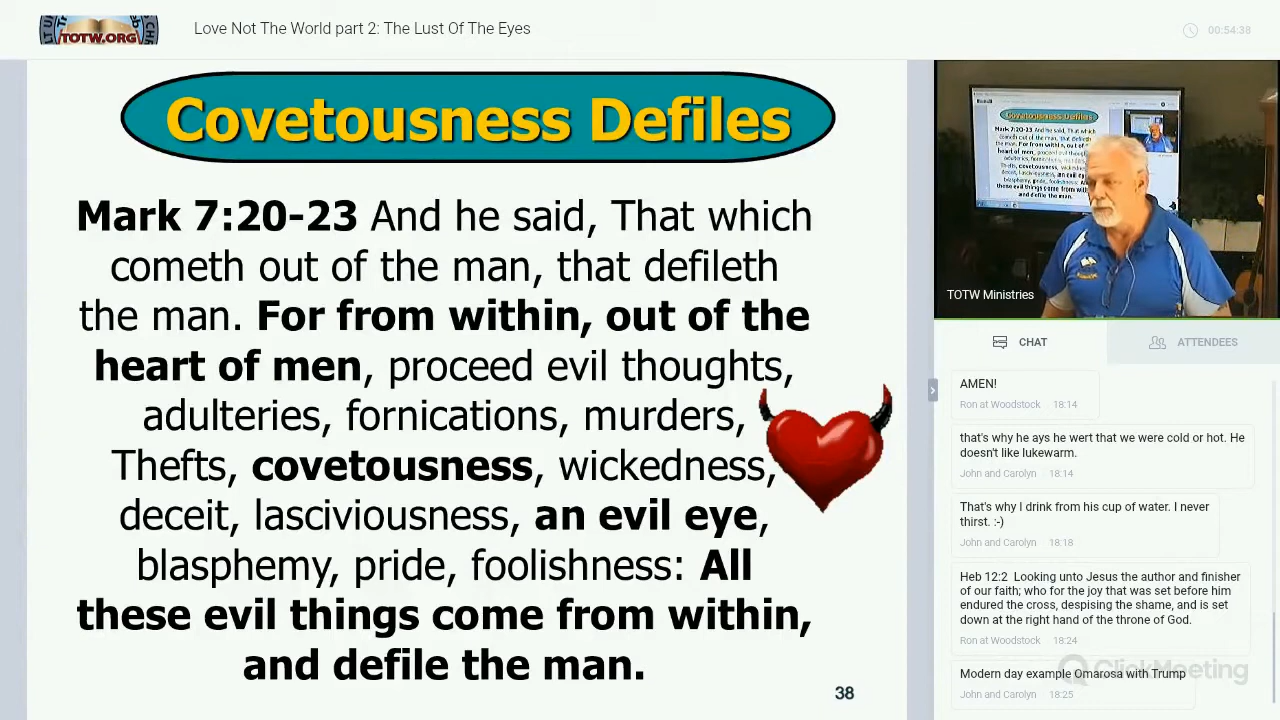 TOTW.ORG
Love Not The World part 2: The Lust Of The Eyes
00:54:38
Covetousness Defiles
Mark 7:20-23 And he said, That which
cometh out of the man, that defileth
the man. For from within, out of the
heart of men, proceed evil thoughts,
adulteries, fornications, murders,
Thefts, covetousness, wickedness,
deceit, lasciviousness, an evil eye,
blasphemy, pride, foolishness: All
these evil things come from within,
and defile the man.
38
Covetousness Defiles
TOTW Ministries
CHAT
ATTENDEES
AMEN!
Ron at Woodstock 18:14
that's why he ays he wert that we were cold or hot. He
doesn't like lukewarm.
John and Carolyn 18:14
That's why I drink from his cup of water. I never
thirst. :-)
John and Carolyn 18:18
Heb 12:2 Looking unto Jesus the author and finisher
of our faith; who for the joy that was set before him
endured the cross, despising the shame, and is set
down at the right hand of the throne of God.
Ron at Woodstock 18:24
Modern day example Omarosa with Trump
John and Carolyn 18:25
ClickMeeting